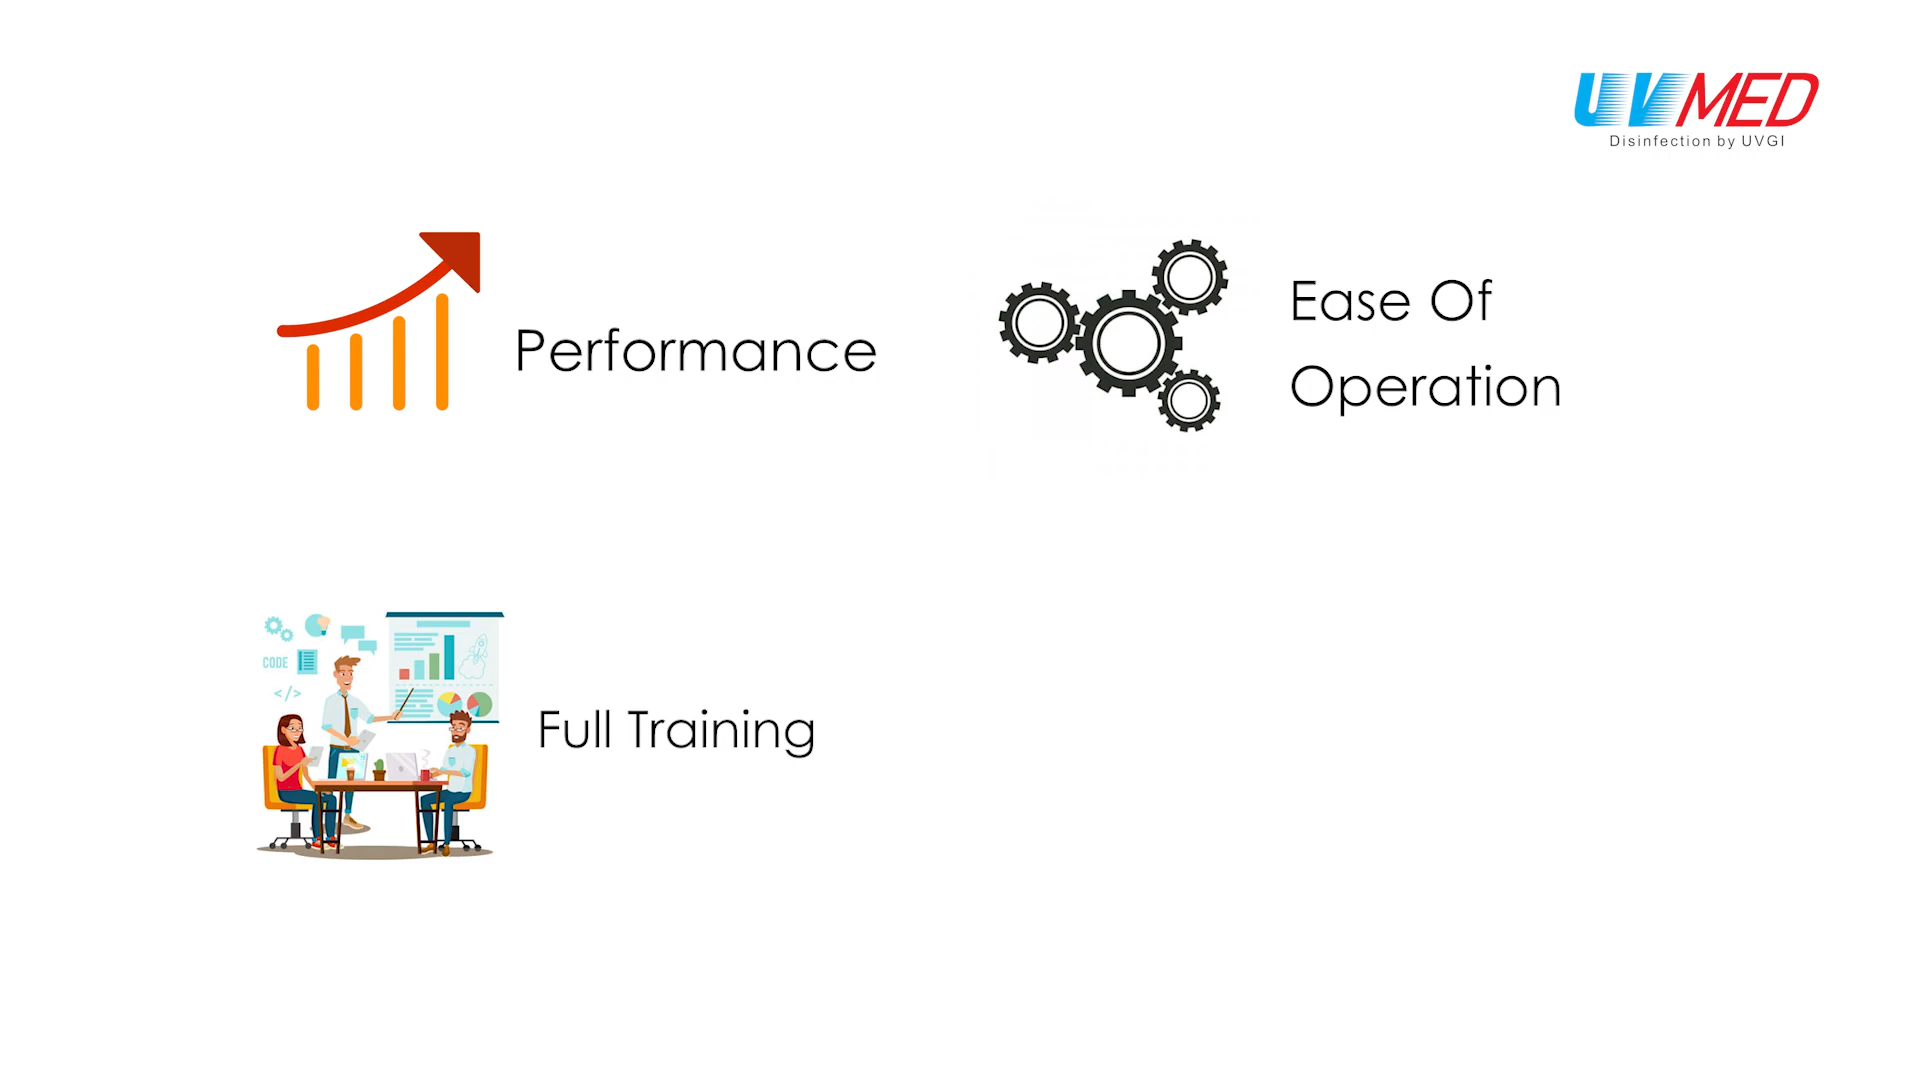 UVMED
Disinfection by UVGI
Performance
Ease Of
Operation
CODE
</>
Full Training